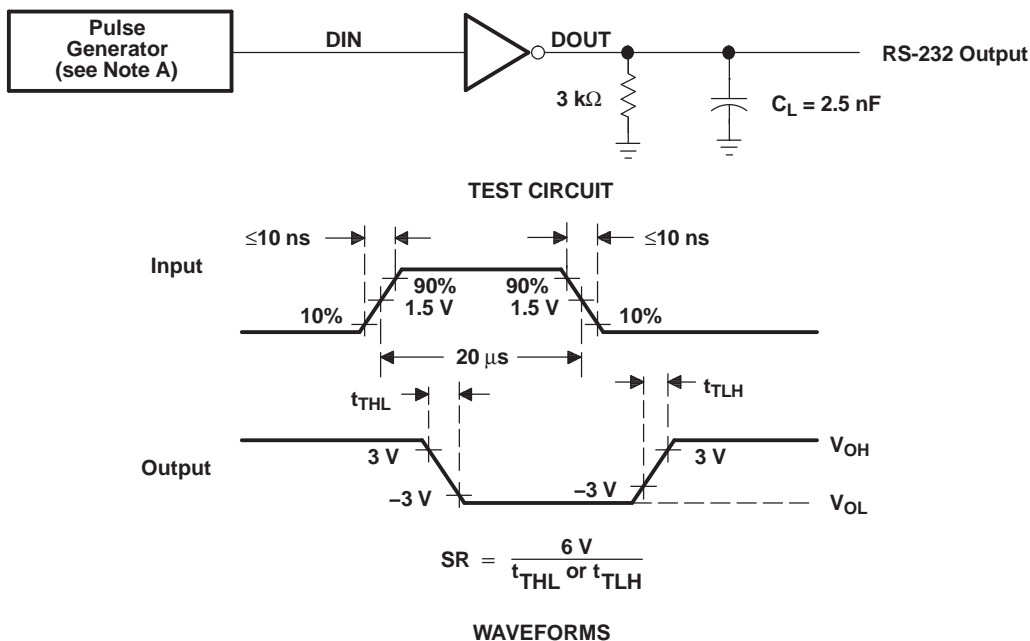 Pulse
Generator
(see Note A)
DIN
DOUT
RS-232 Output
3 kΩ
CL = 2.5 nF
TEST CIRCUIT
≤10 ns
≤10 ns
Input
90%
90%
1.5 V
1.5 V
10%
10%
20 μs
tTHL
tTLH
Output
3 V
3 V
VOH
–3 V
–3 V
VOL
SR = 6 V
tTHL or tTLH
WAVEFORMS